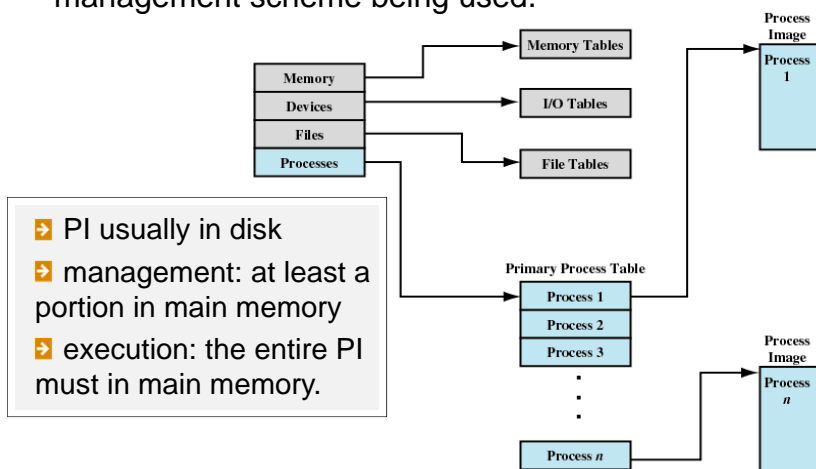 management scheme being used.
Process
Image
Process
1
Memory Tables
Memory
Devices
Files
Processes
I/O Tables
File Tables
PI usually in disk
management: at least a
portion in main memory
execution: the entire PI
must in main memory.
Primary Process Table
Process 1
Process 2
Process 3
Process n
Process
Image
Process
n